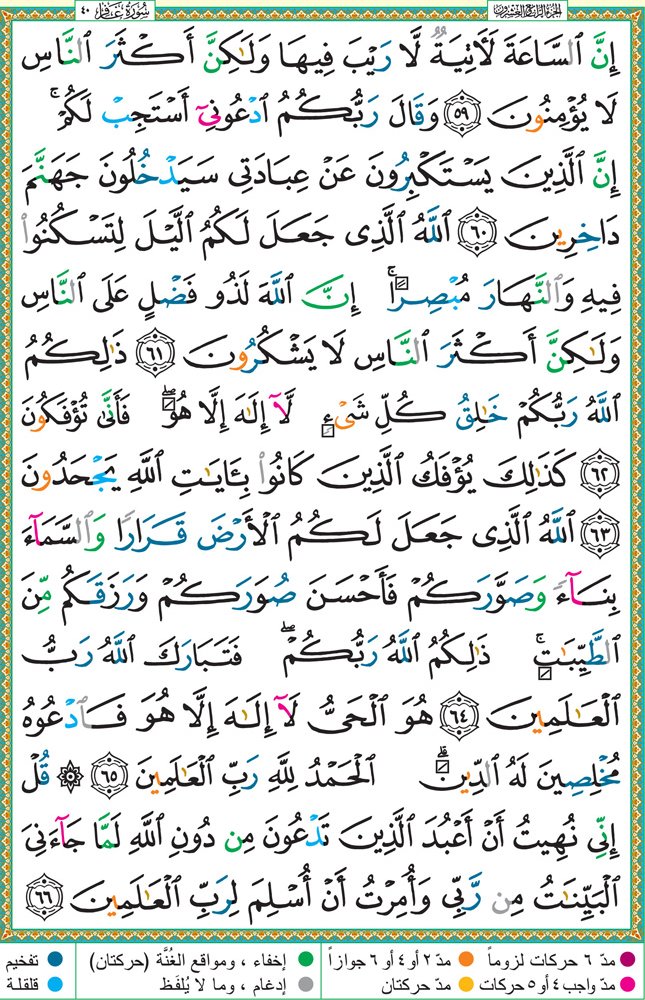 الجزء الرابع والعشرون
سُورَةُ غَافِرٍ ٤٠
إِنَّ ٱلسَّاعَةَ لَأٓتِيَةٌ لَّا رَيْبَ فِيهَا وَلَٰكِنَّ أَكْثَرَ ٱلنَّاسِ
لَا يُؤْمِنُونَ ٥٩ وَقَالَ رَبُّكُمُ ٱدْعُونِىٓ أَسْتَجِبْ لَكُمْ ۚ
إِنَّ ٱلَّذِينَ يَسْتَكْبِرُونَ عَنْ عِبَادَتِى سَيَدْخُلُونَ جَهَنَّمَ
دَاخِرِينَ ٦٠ ٱللَّهُ ٱلَّذِى جَعَلَ لَكُمُ ٱلَّيْلَ لِتَسْكُنُوا۟
فِيهِ وَٱلنَّهَارَ مُبْصِرًا ۚ إِنَّ ٱللَّهَ لَذُو فَضْلٍ عَلَى ٱلنَّاسِ
وَلَٰكِنَّ أَكْثَرَ ٱلنَّاسِ لَا يَشْكُرُونَ ٦١ ذَٰلِكُمُ
ٱللَّهُ رَبُّكُمْ خَٰلِقُ كُلِّ شَىْءٍ لَّآ إِلَٰهَ إِلَّا هُوَ ۖ فَأَنَّىٰ تُؤْفَكُونَ
٦٢ كَذَٰلِكَ يُؤْفَكُ ٱلَّذِينَ كَانُوا۟ بِـَٔايَٰتِ ٱللَّهِ يَجْحَدُونَ
٦٣ ٱللَّهُ ٱلَّذِى جَعَلَ لَكُمُ ٱلْأَرْضَ قَرَارًا وَٱلسَّمَآءَ
بِنَآءً وَصَوَّرَكُمْ فَأَحْسَنَ صُوَرَكُمْ وَرَزَقَكُم مِّنَ
ٱلطَّيِّبَٰتِ ۚ ذَٰلِكُمُ ٱللَّهُ رَبُّكُمْ ۖ فَتَبَارَكَ ٱللَّهُ رَبُّ
ٱلْعَٰلَمِينَ ٦٤ هُوَ ٱلْحَىُّ لَآ إِلَٰهَ إِلَّا هُوَ فَٱدْعُوهُ
مُخْلِصِينَ لَهُ ٱلدِّينَ ۗ ٱلْحَمْدُ لِلَّهِ رَبِّ ٱلْعَٰلَمِينَ ٦٥ ۞ قُلْ
إِنِّى نُهِيتُ أَنْ أَعْبُدَ ٱلَّذِينَ تَدْعُونَ مِن دُونِ ٱللَّهِ لَمَّا جَآءَنِىَ
ٱلْبَيِّنَٰتُ مِن رَّبِّى وَأُمِرْتُ أَنْ أُسْلِمَ لِرَبِّ ٱلْعَٰلَمِينَ ٦٦
مدّ ٦ حركات لزوماً مدّ ٢ أو ٤ أو ٦ جوازاً إخفاء ، ومواقع الغُنَّة (حركتان) تفخيم
مدّ واجب ٤ أو ٥ حركات مدّ حركتان إدغام ، وما لا يُلفَظ قلقلة